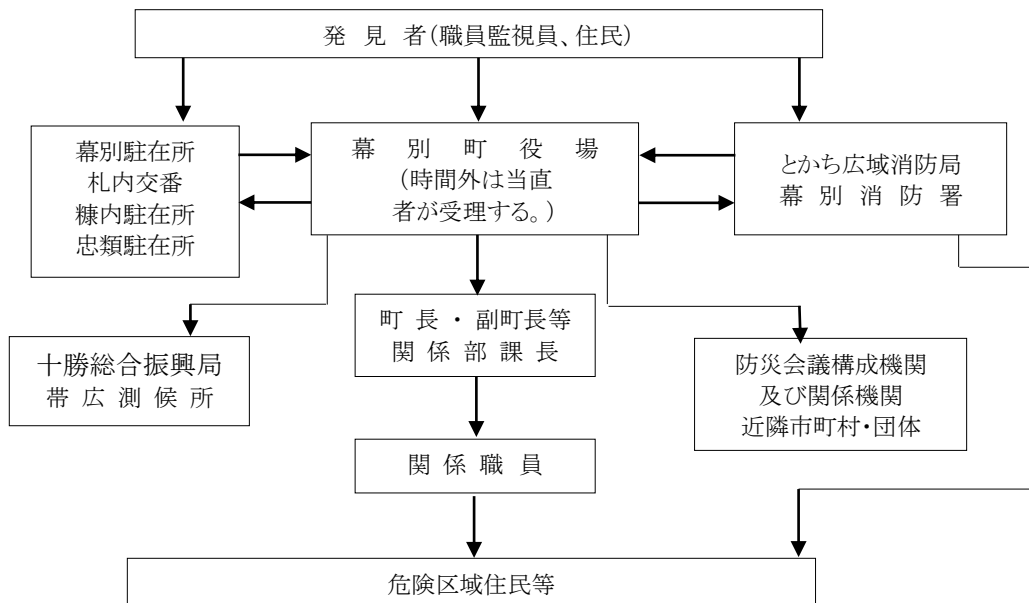 発 見 者(職員監視員、住民)
幕別駐在所
札内交番
糠内駐在所
忠類駐在所
幕 別 町 役 場
(時間外は当直
者が受理する。)
とかち広域消防局
幕 別 消 防 署
町 長 ・ 副町長等
関 係 部 課 長
十勝総合振興局
帯 広 測 候 所
防災会議構成機関
及び関係機関
近隣市町村・団体
関 係 職 員
危険区域住民等